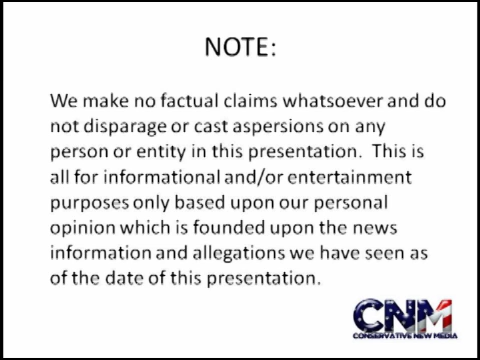 NOTE:
We make no factual claims whatsoever and do
not disparage or cast aspersions on any
person or entity in this presentation.  This is
all for informational and/or entertainment
purposes only based upon our personal
opinion which is founded upon the news
information and allegations we have seen as
of the date of this presentation.
CNM
CONSERVATIVE NEW MEDIA